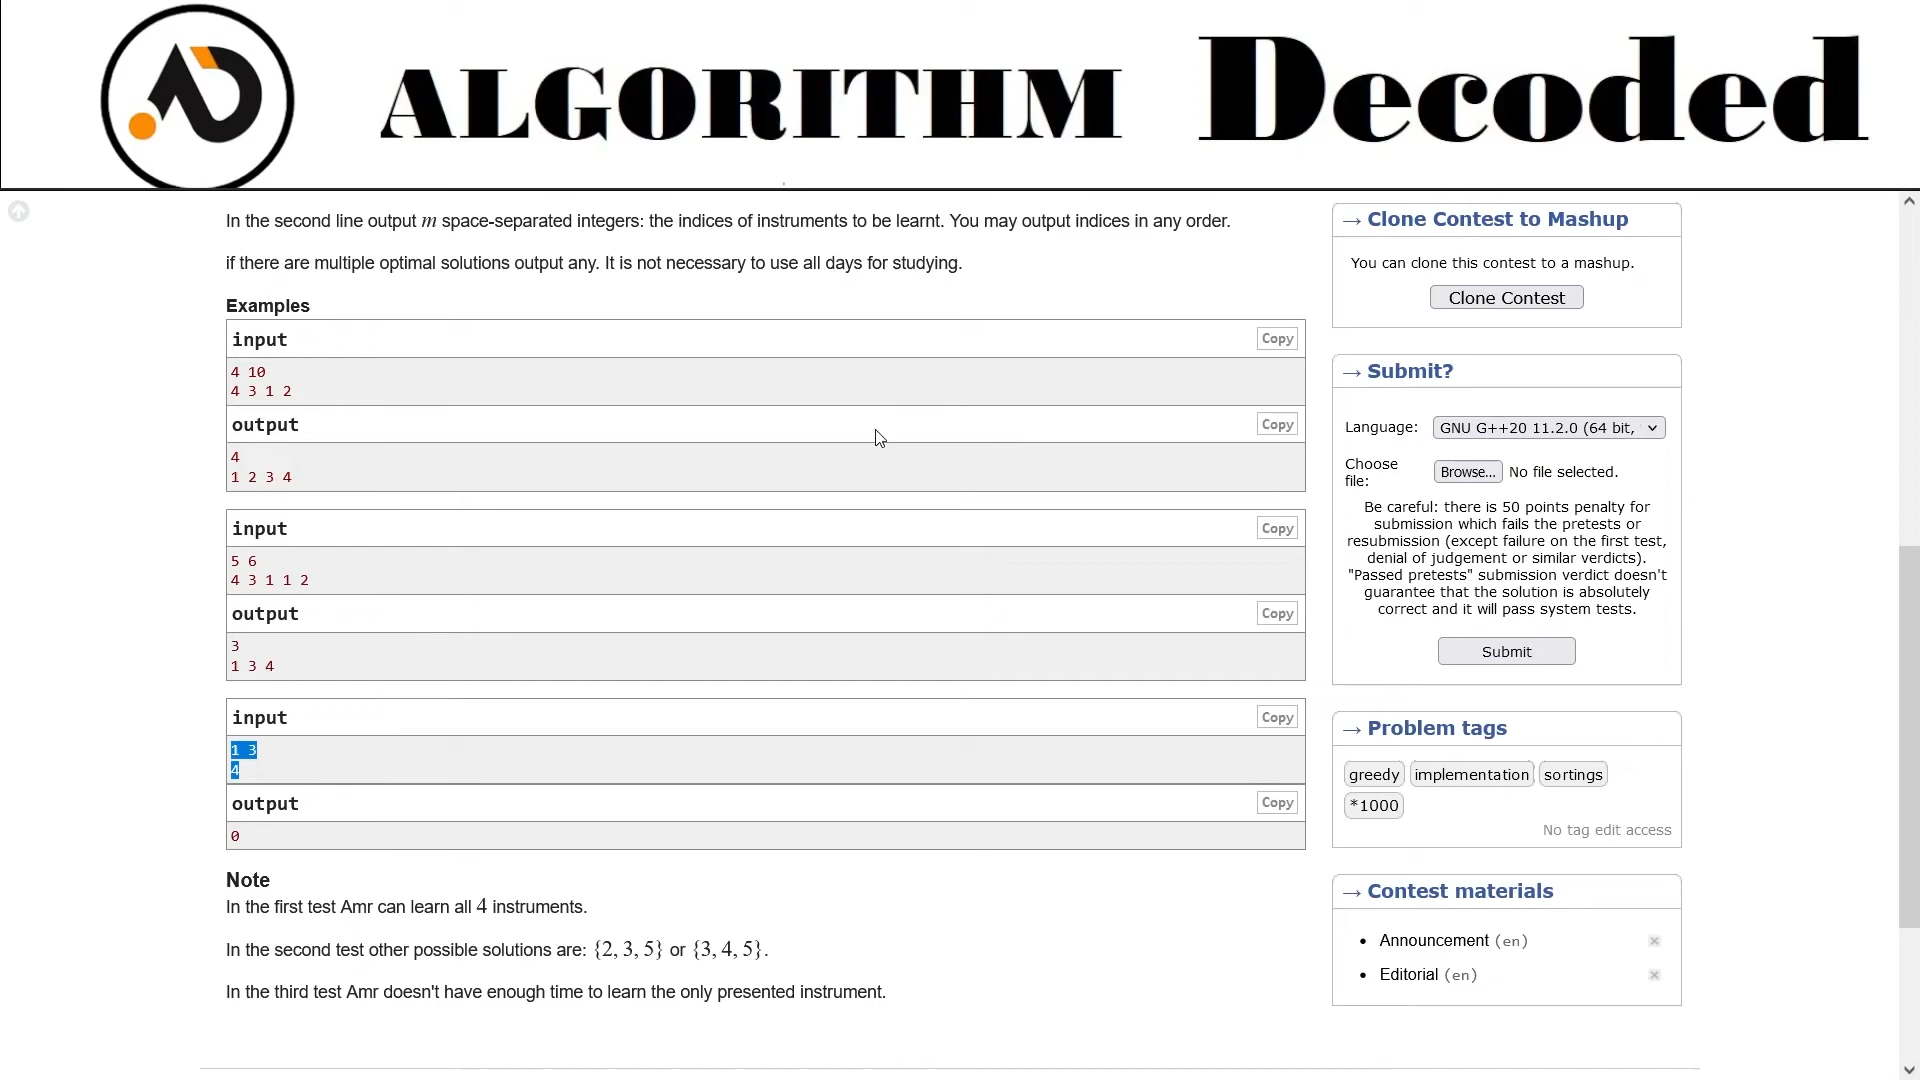 ALGORITHM Decoded
In the second line output m space-separated integers: the indices of instruments to be learnt. You may output indices in any order.
if there are multiple optimal solutions output any. It is not necessary to use all days for studying.
Examples
input
Copy
4 10
4 3 1 2
output
Copy
4
1 2 3 4
input
Copy
5 6
4 3 1 1 2
output
Copy
3
1 3 4
input
Copy
1 3
4
output
Copy
0
Note
In the first test Amr can learn all 4 instruments.
In the second test other possible solutions are: {2, 3, 5} or {3, 4, 5}.
In the third test Amr doesn't have enough time to learn the only presented instrument.
→ Clone Contest to Mashup
You can clone this contest to a mashup.
Clone Contest
→ Submit?
Language: GNU G++20 11.2.0 (64 bit,
Choose
file:
Browse... No file selected.
Be careful: there is 50 points penalty for
submission which fails the pretests or
resubmission (except failure on the first test,
denial of judgement or similar verdicts).
"Passed pretests" submission verdict doesn't
guarantee that the solution is absolutely
correct and it will pass system tests.
Submit
→ Problem tags
greedy implementation sortings
*1000
No tag edit access
→ Contest materials
Announcement (en)
Editorial (en)